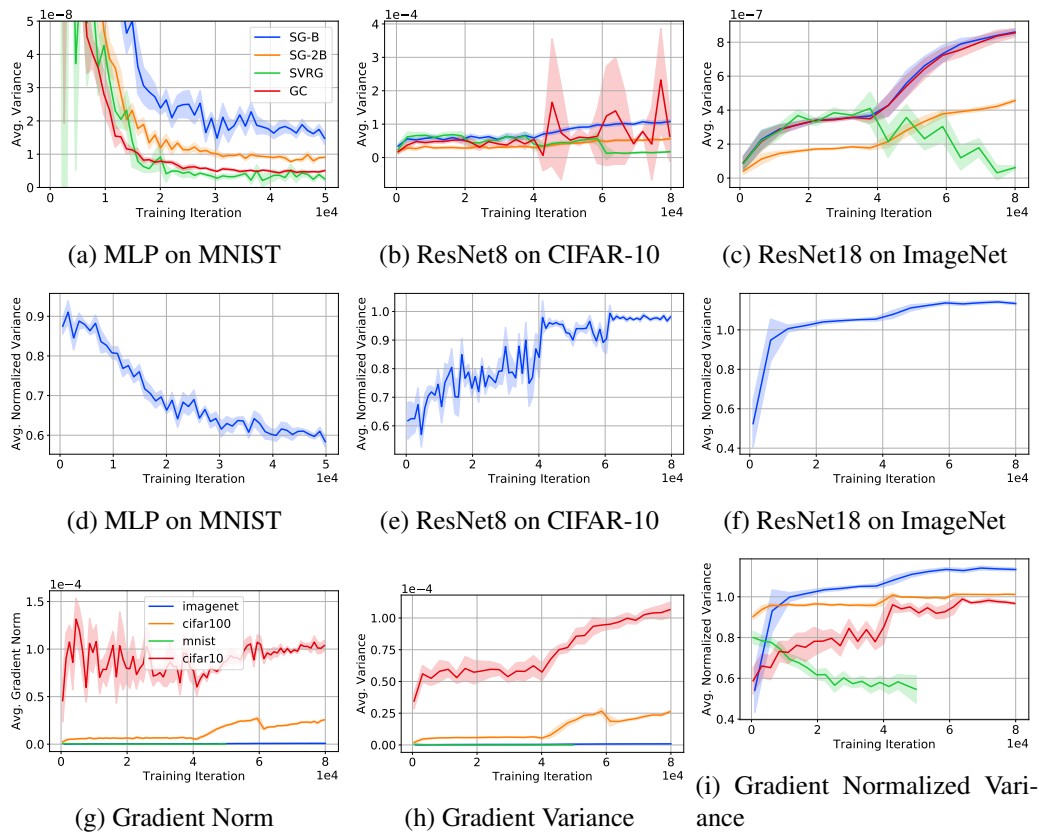 1e−8
5
4
3
2
1
0
Avg. Variance
SG-B
SG-2B
SVRG
GC
0 1 2 3 4 5
Training Iteration 1e4
(a) MLP on MNIST
1e−4
4
3
2
1
0
Avg. Variance
0 2 4 6 8
Training Iteration 1e4
(b) ResNet8 on CIFAR-10
1e−7
8
6
4
2
0
Avg. Variance
0 2 4 6 8
Training Iteration 1e4
(c) ResNet18 on ImageNet
0.9
0.8
0.7
0.6
Avg. Normalized Variance
0 1 2 3 4 5
Training Iteration 1e4
(d) MLP on MNIST
1.0
0.9
0.8
0.7
0.6
Avg. Normalized Variance
0 2 4 6 8
Training Iteration 1e4
(e) ResNet8 on CIFAR-10
1.0
0.8
0.6
0.4
Avg. Normalized Variance
0 2 4 6 8
Training Iteration 1e4
(f) ResNet18 on ImageNet
1e−4
1.5
1.0
0.5
0.0
Avg. Gradient Norm
imagenet
cifar100
mnist
cifar10
0 2 4 6 8
Training Iteration 1e4
(g) Gradient Norm
1e−4
1.00
0.75
0.50
0.25
0.00
Avg. Variance
0 2 4 6 8
Training Iteration 1e4
(h) Gradient Variance
1.0
0.8
0.6
0.4
Avg. Normalized Variance
0 2 4 6 8
Training Iteration 1e4
(i) Gradient Normalized Vari-
ance